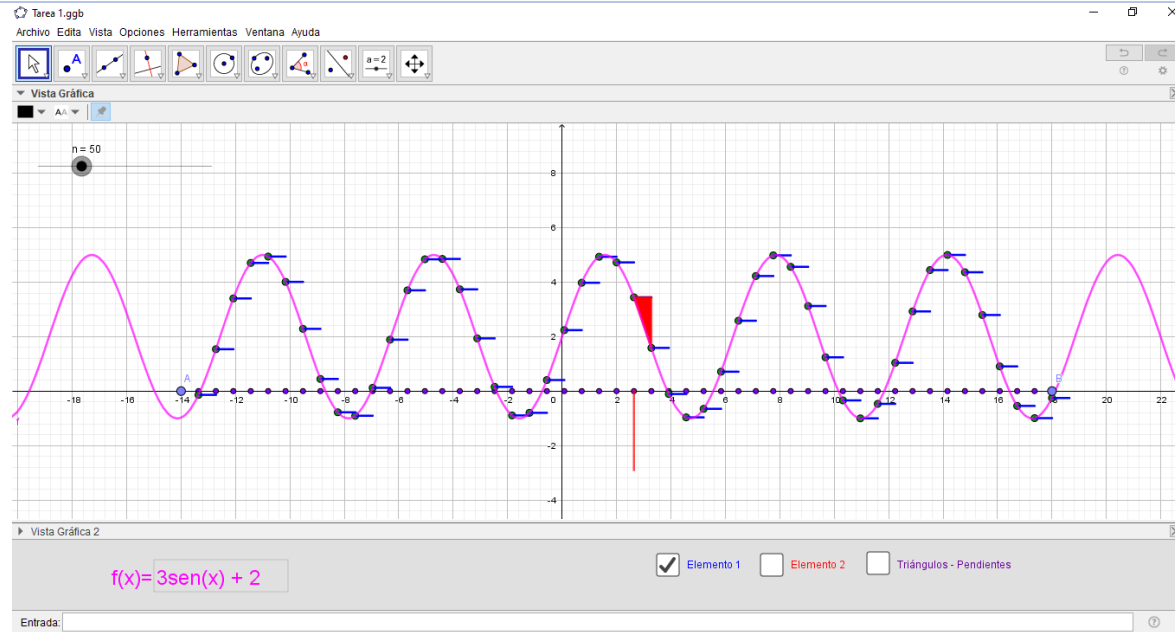 Tarea 1.ggb
Archivo Edita Vista Opciones Herramientas Ventana Ayuda
A
α
a=2
Vista Gráfica
AA
n = 50
8
6
4
2
-2
-4
-18 -16 -14 -12 -10 -8 -6 -4 -2 0 2 4 6 8 10 12 14 16 18 20 22
A
B
f
Vista Gráfica 2
f(x)= 3sen(x) + 2
Elemento 1
Elemento 2
Triángulos - Pendientes
Entrada: